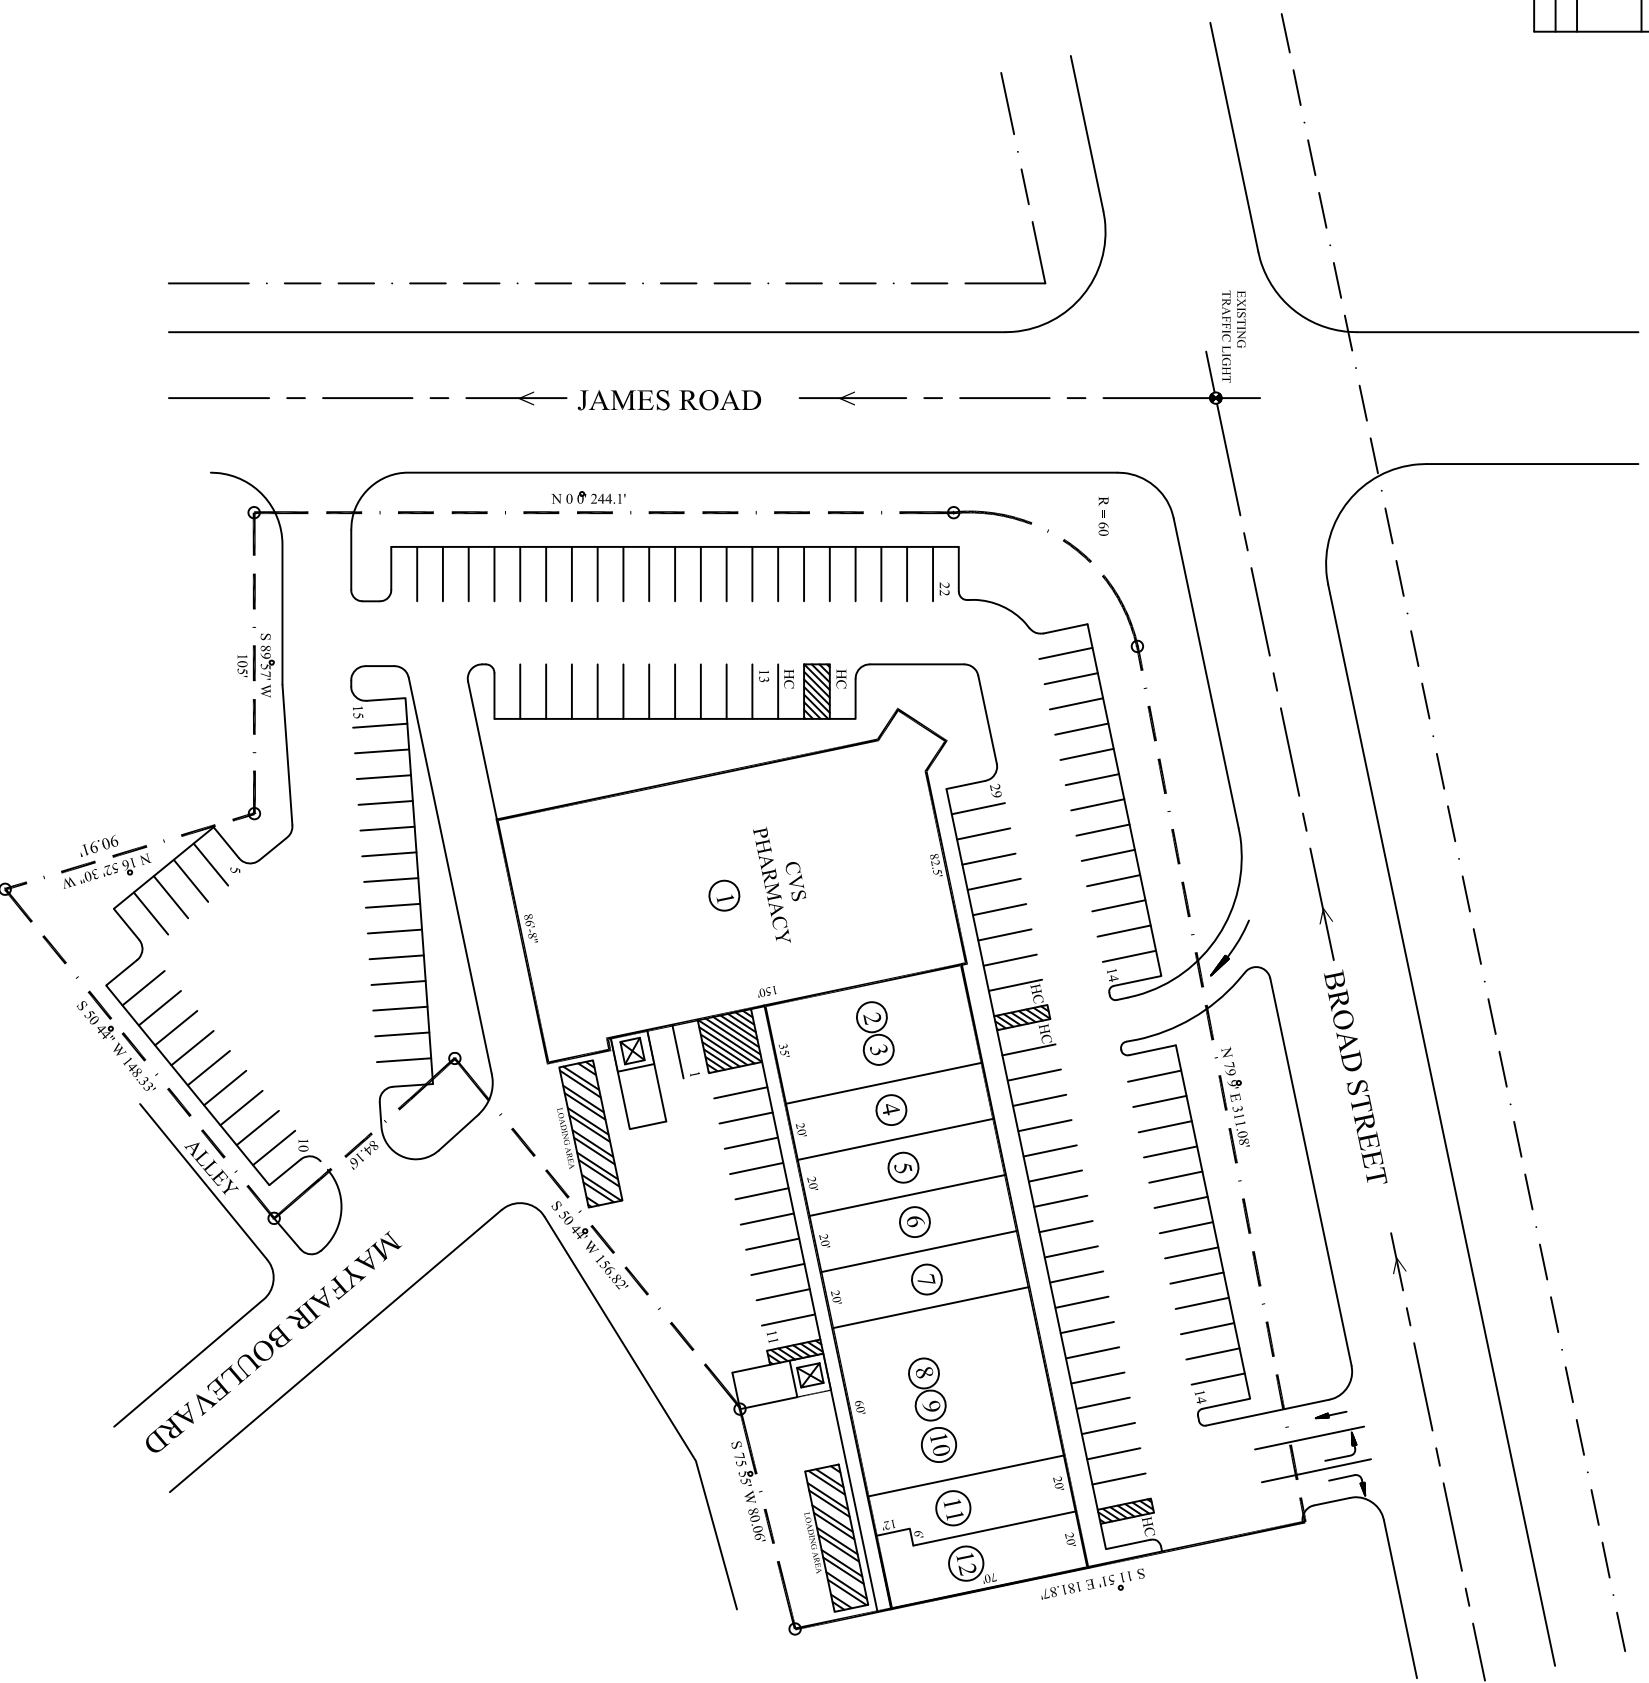 EXISTING
TRAFFIC LIGHT
JAMES ROAD
N 0 0' 244.1'
R = 60
22
S 89 57' W
105'
13
HC
HC
15
29
CVS
PHARMACY
1
82.5'
86'-8"
150'
90.91'
N 16 52' 30" W
5
14
HC
HC
BROAD STREET
N 79 9' E 311.08'
2
3
35'
1
4
20'
5
20'
6
20'
7
20'
LOADING AREA
S 50 44" W 148.33'
ALLEY
10
84.16'
MAYFAIR BOULEVARD
S 50 44' W 156.82'
11
8
9
10
60'
14
S 75 55' W 80.06'
LOADING AREA
11
20'
12'
6'
12
20'
70'
HC
S 11 51' E 181.87'